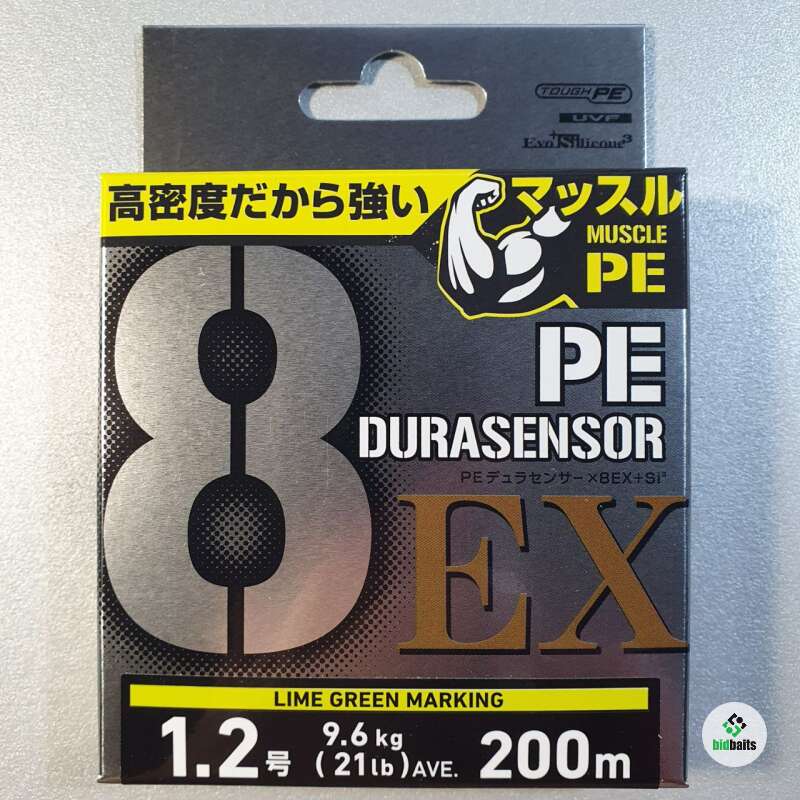 TOUGH PE
UVF
Evo+Silicone3
高密度だから強い
マッスル
MUSCLE
PE
8
PE
DURASENSOR
PEデュラセンサー×8EX+Si3
EX
LIME GREEN MARKING
1.2号 9.6kg (21lb)AVE. 200m
bidbaits